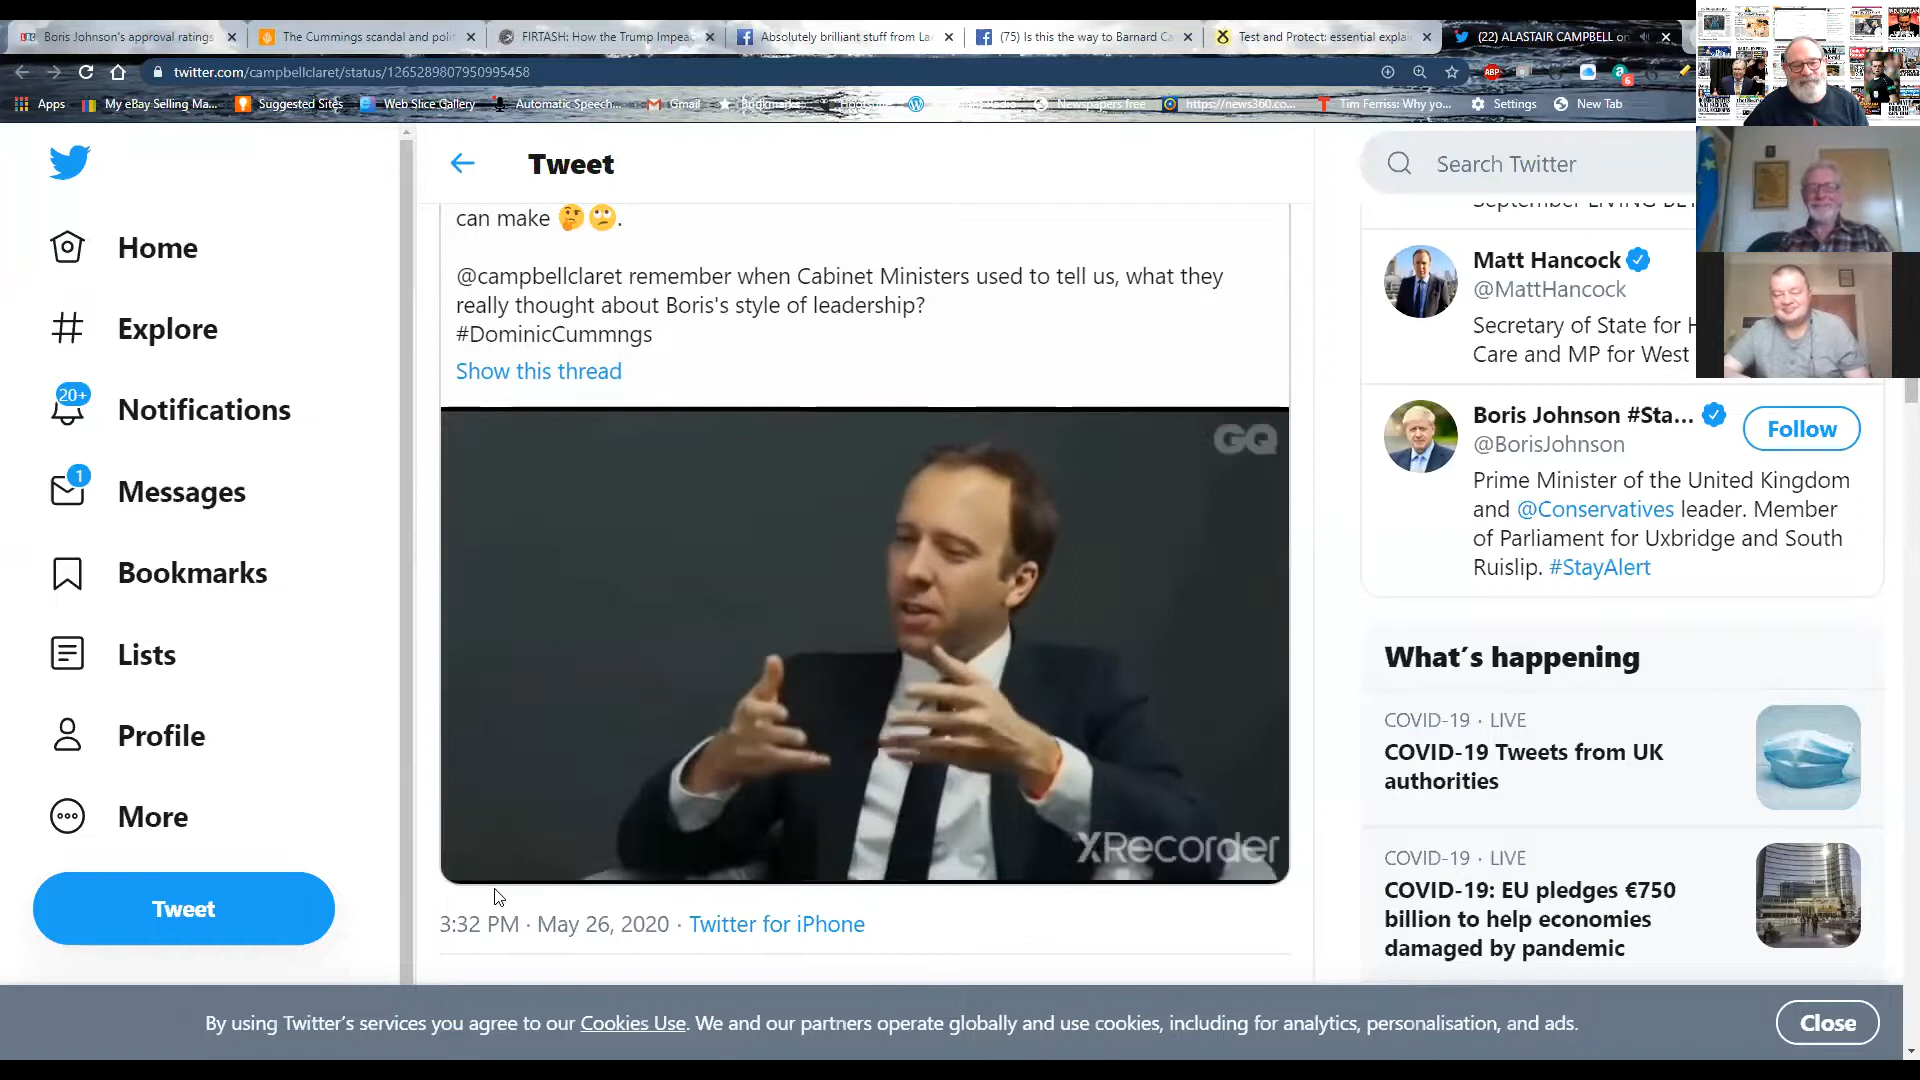 Boris Johnson's approval ratings
The Cummings scandal and poli
FIRTASH: How the Trump Impea
Absolutely brilliant stuff from La
(75) Is this the way to Barnard Ca
Test and Protect: essential expla
(22) ALASTAIR CAMPBELL on
twitter.com/campbellclaret/status/1265289807950995458
ABP
6
Apps
My eBay Selling Ma...
Suggested Sites
Web Slice Gallery
Automatic Speech...
Gmail
Bookmarks
Hootsuite
Newspapers free
https://news360.co...
Tim Ferriss: Why yo...
Settings
New Tab
Home
Explore
20+
Notifications
1
Messages
Bookmarks
Lists
Profile
More
Tweet
Tweet
can make 🤔🙄.
@campbellclaret remember when Cabinet Ministers used to tell us, what they
really thought about Boris's style of leadership?
#DominicCummngs
Show this thread
GQ
XRecorder
3:32 PM · May 26, 2020 · Twitter for iPhone
Search Twitter
Matt Hancock
@MattHancock
Secretary of State for H
Care and MP for West
Boris Johnson #Sta...
@BorisJohnson
Follow
Prime Minister of the United Kingdom
and @Conservatives leader. Member
of Parliament for Uxbridge and South
Ruislip. #StayAlert
What's happening
COVID-19 · LIVE
COVID-19 Tweets from UK
authorities
COVID-19 · LIVE
COVID-19: EU pledges €750
billion to help economies
damaged by pandemic
By using Twitter's services you agree to our Cookies Use. We and our partners operate globally and use cookies, including for analytics, personalisation, and ads.
Close